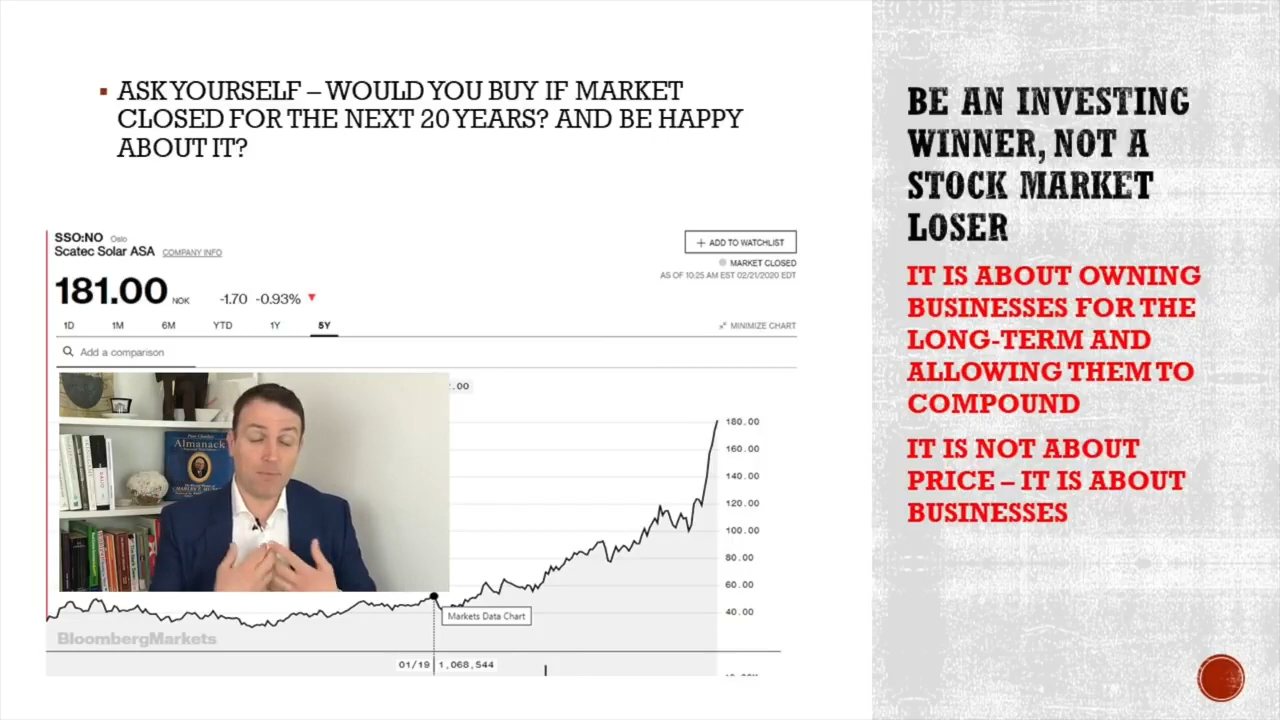 ASK YOURSELF – WOULD YOU BUY IF MARKET
CLOSED FOR THE NEXT 20 YEARS? AND BE HAPPY
ABOUT IT?
SSO:NO Oslo
Scatec Solar ASA COMPANY INFO
+ ADD TO WATCHLIST
MARKET CLOSED
AS OF 10:25 AM EST 02/21/2020 EDT
181.00 NOK -1.70 -0.93% ▼
1D 1M 6M YTD 1Y 5Y
MINIMIZE CHART
Add a comparison
.00
Almanack
180.00
160.00
140.00
120.00
100.00
80.00
60.00
40.00
Markets Data Chart
BloombergMarkets
01/19 1,068,544
BE AN INVESTING
WINNER, NOT A
STOCK MARKET
LOSER
IT IS ABOUT OWNING
BUSINESSES FOR THE
LONG-TERM AND
ALLOWING THEM TO
COMPOUND
IT IS NOT ABOUT
PRICE – IT IS ABOUT
BUSINESSES